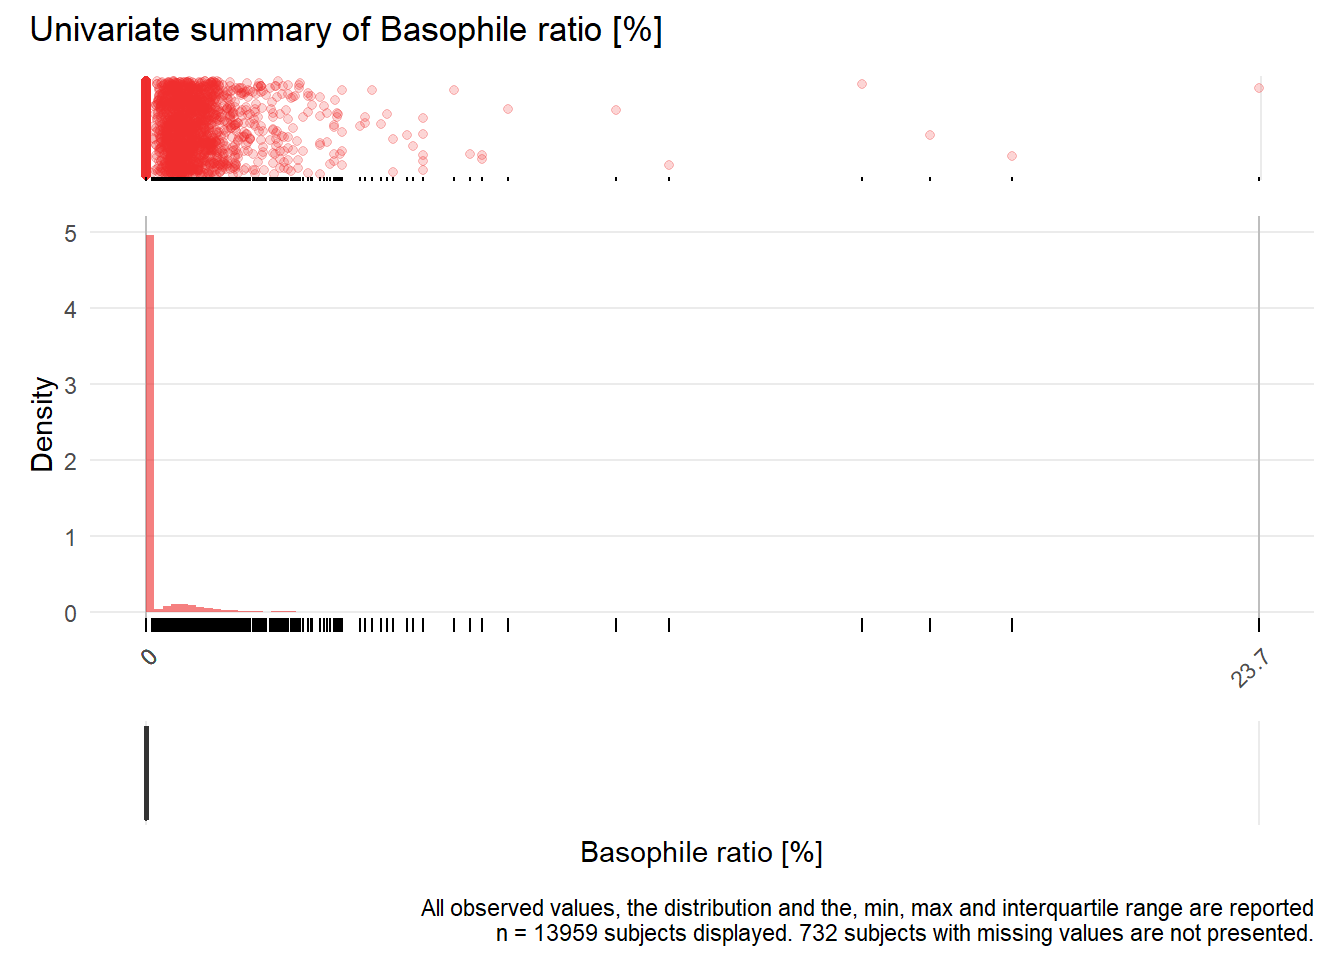 Univariate summary of Basophile ratio [%]
5
4
3
2
1
0
Density
0
23.7
Basophile ratio [%]
All observed values, the distribution and the, min, max and interquartile range are reported
n = 13959 subjects displayed. 732 subjects with missing values are not presented.